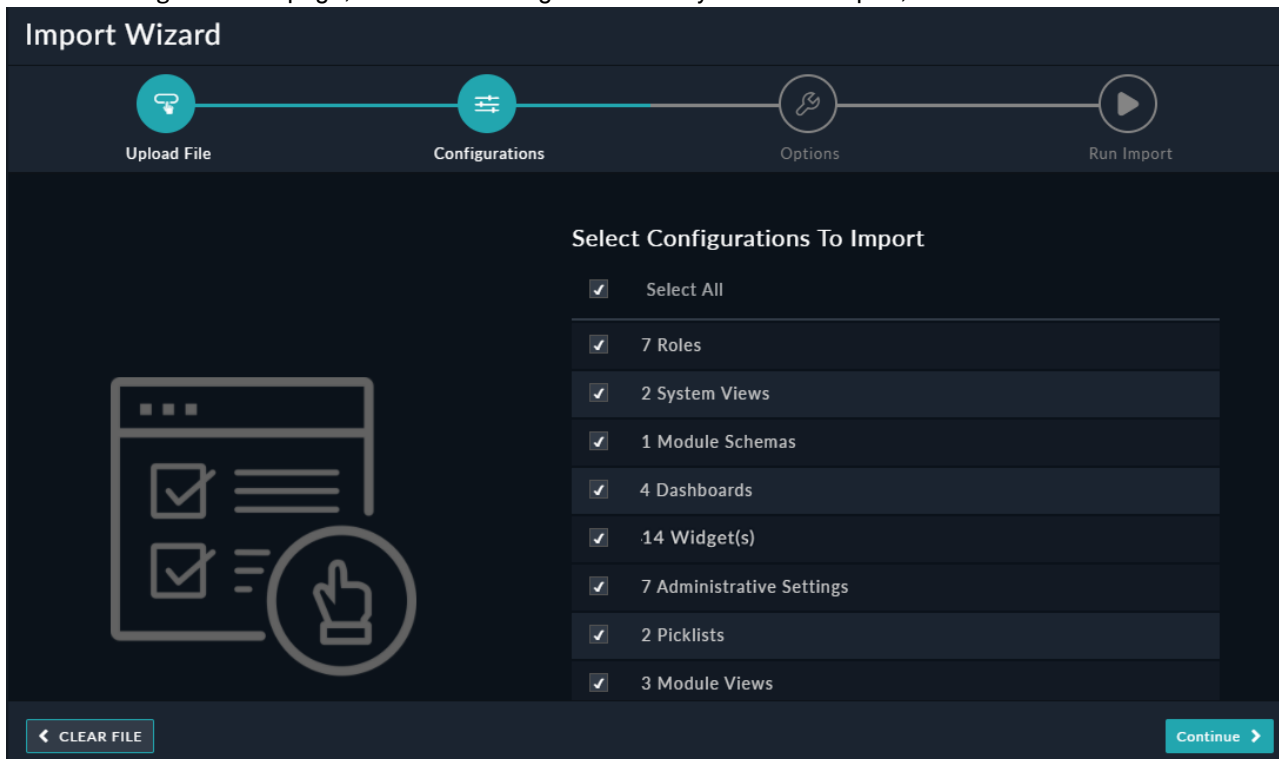 Import Wizard
Upload File
Configurations
Options
Run Import
Select Configurations To Import
Select All
7 Roles
2 System Views
1 Module Schemas
4 Dashboards
14 Widget(s)
7 Administrative Settings
2 Picklists
3 Module Views
CLEAR FILE
Continue